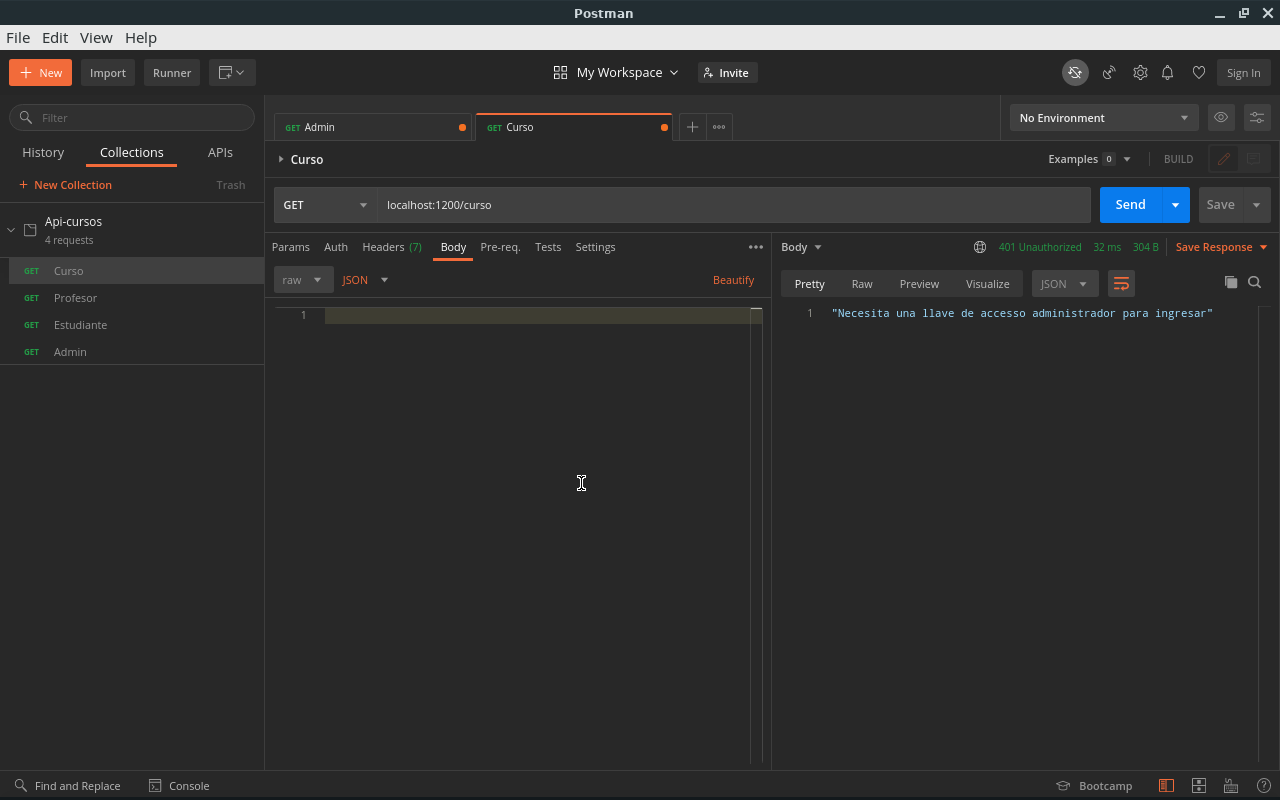 Postman
File Edit View Help
New Import Runner My Workspace Invite Sign In
Filter
History Collections APIs
+ New Collection Trash
Api-cursos
4 requests
GET Curso
GET Profesor
GET Estudiante
GET Admin
GET Admin GET Curso No Environment
Curso Examples 0 BUILD
GET localhost:1200/curso Send Save
Params Auth Headers (7) Body Pre-req. Tests Settings
raw JSON Beautify
1
Body 401 Unauthorized 32 ms 304 B Save Response
Pretty Raw Preview Visualize JSON
1 "Necesita una llave de accesso administrador para ingresar"
Find and Replace Console Bootcamp